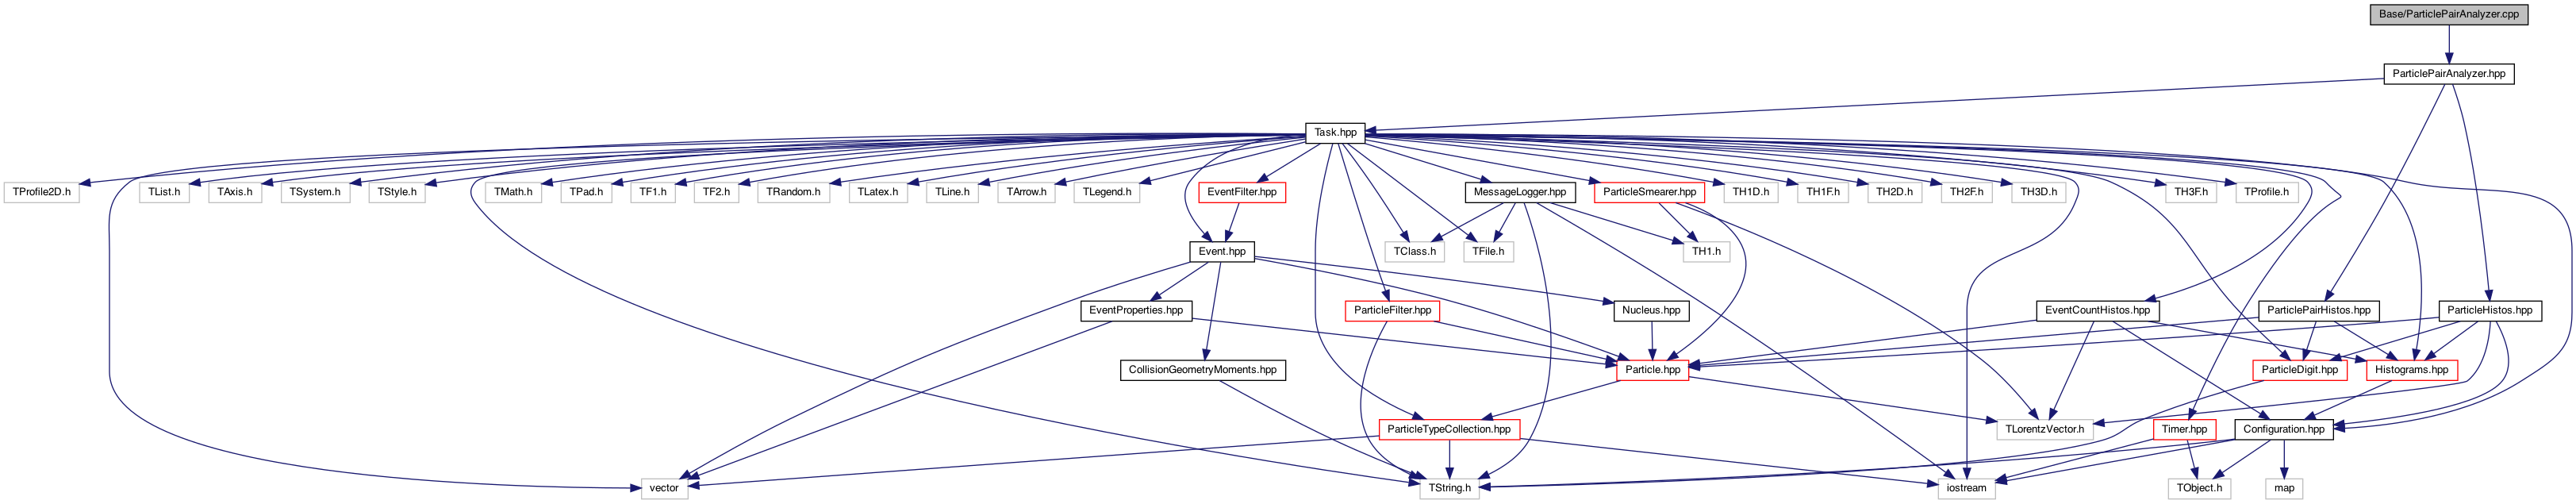 Base/ParticlePairAnalyzer.cpp
ParticlePairAnalyzer.hpp
Task.hpp
TProfile2D.h
TList.h
TAxis.h
TSystem.h
TStyle.h
TMath.h
TPad.h
TF1.h
TF2.h
TRandom.h
TLatex.h
TLine.h
TArrow.h
TLegend.h
EventFilter.hpp
MessageLogger.hpp
ParticleSmearer.hpp
TH1D.h
TH1F.h
TH2D.h
TH2F.h
TH3D.h
TH3F.h
TProfile.h
Event.hpp
TClass.h
TFile.h
TH1.h
EventProperties.hpp
ParticleFilter.hpp
Nucleus.hpp
EventCountHistos.hpp
ParticlePairHistos.hpp
ParticleHistos.hpp
CollisionGeometryMoments.hpp
Particle.hpp
ParticleDigit.hpp
Histograms.hpp
ParticleTypeCollection.hpp
TLorentzVector.h
Timer.hpp
Configuration.hpp
vector
TString.h
iostream
TObject.h
map